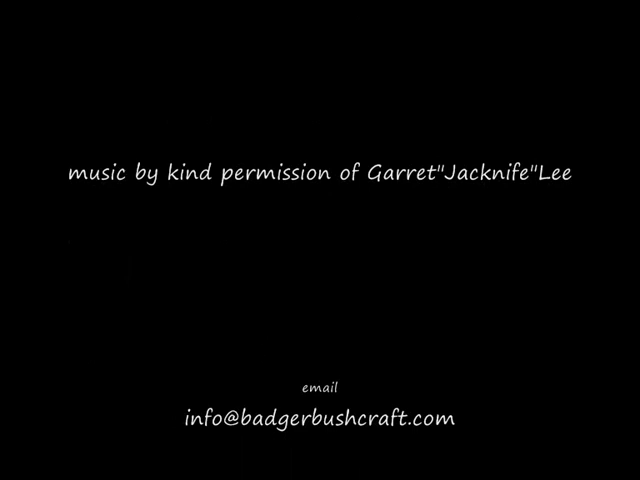 music by kind permission of Garret"Jacknife"Lee
email
info@badgerbushcraft.com